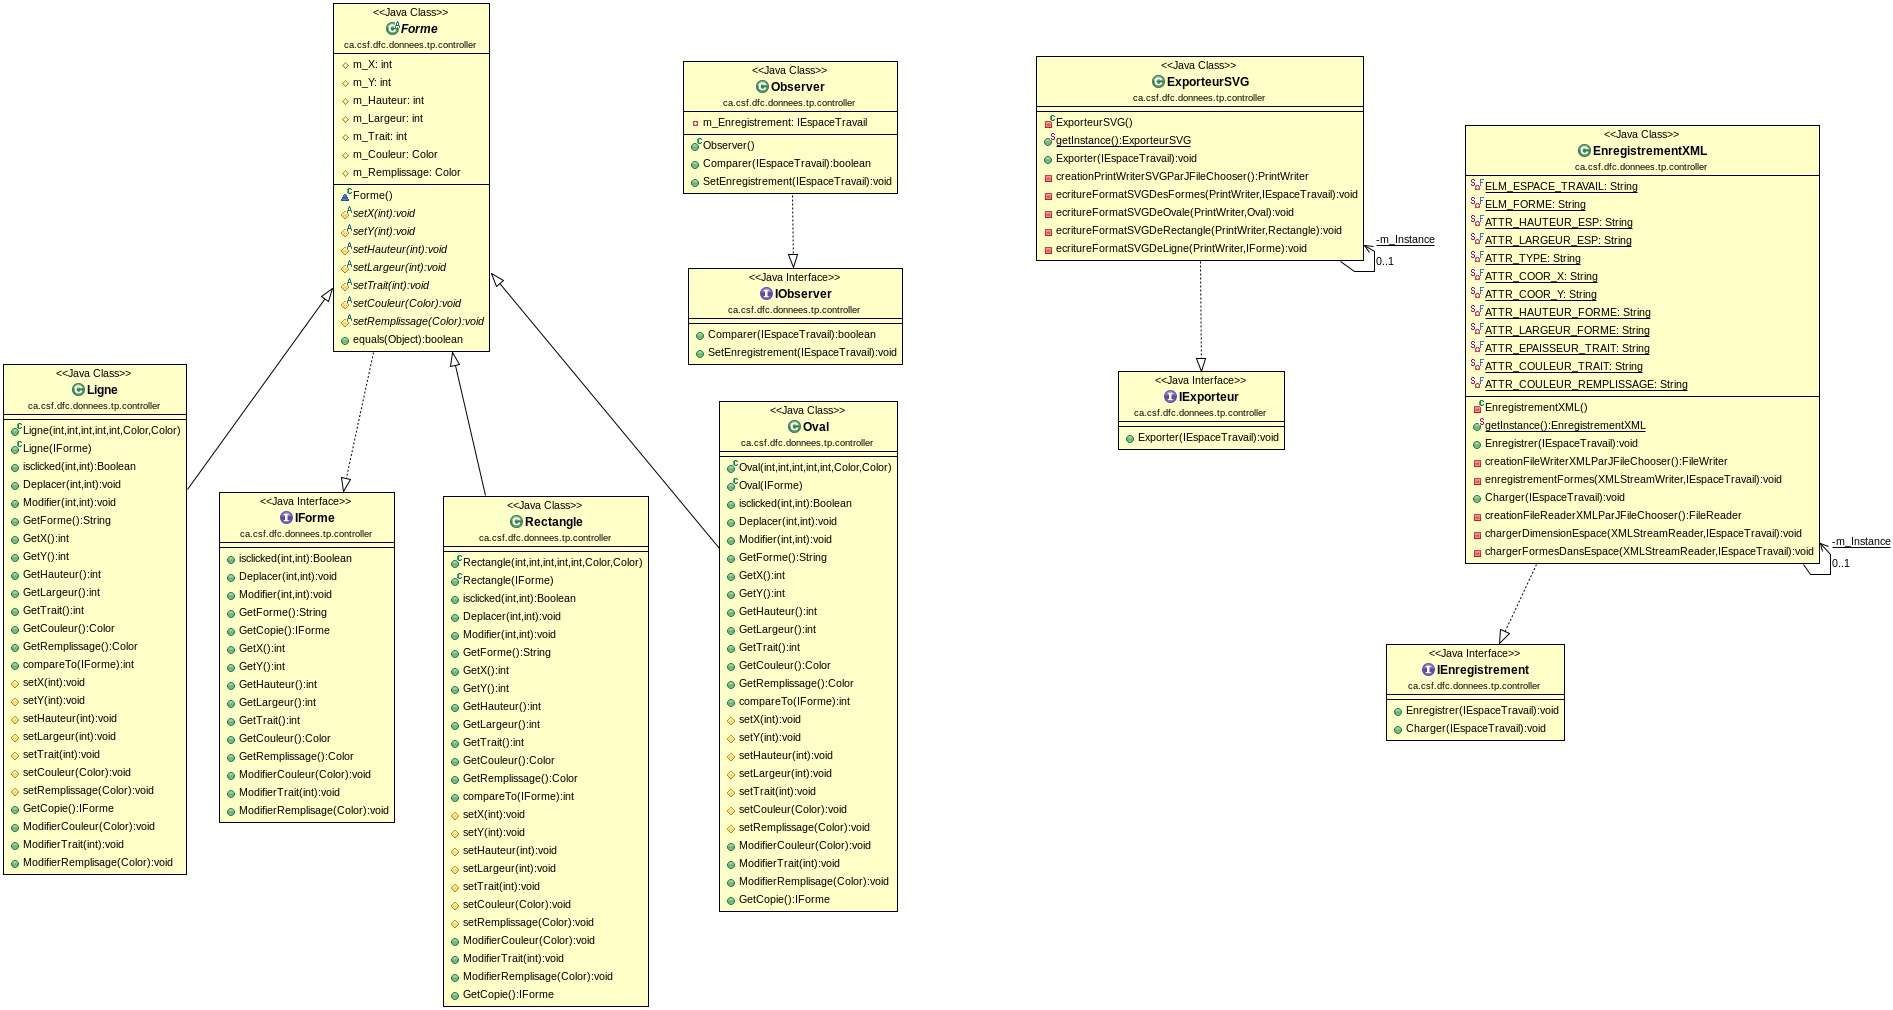 <<Java Class>>
Forme
ca.csf.dfc.donnees.tp.controller
m_X: int
m_Y: int
m_Hauteur: int
m_Largeur: int
m_Trait: int
m_Couleur: Color
m_Remplissage: Color
Forme()
setX(int):void
setY(int):void
setHauteur(int):void
setLargeur(int):void
setTrait(int):void
setCouleur(Color):void
setRemplissage(Color):void
equals(Object):boolean
<<Java Class>>
Ligne
ca.csf.dfc.donnees.tp.controller
Ligne(int,int,int,int,int,Color,Color)
Ligne(IForme)
isclicked(int,int):Boolean
Deplacer(int,int):void
Modifier(int,int):void
GetForme():String
GetX():int
GetY():int
GetHauteur():int
GetLargeur():int
GetTrait():int
GetCouleur():Color
GetRemplissage():Color
compareTo(IForme):int
setX(int):void
setY(int):void
setHauteur(int):void
setLargeur(int):void
setTrait(int):void
setCouleur(Color):void
setRemplissage(Color):void
GetCopie():IForme
ModifierCouleur(Color):void
ModifierTrait(int):void
ModifierRemplisage(Color):void
<<Java Interface>>
IForme
ca.csf.dfc.donnees.tp.controller
isclicked(int,int):Boolean
Deplacer(int,int):void
Modifier(int,int):void
GetForme():String
GetCopie():IForme
GetX():int
GetY():int
GetHauteur():int
GetLargeur():int
GetTrait():int
GetCouleur():Color
GetRemplissage():Color
ModifierCouleur(Color):void
ModifierTrait(int):void
ModifierRemplisage(Color):void
<<Java Class>>
Rectangle
ca.csf.dfc.donnees.tp.controller
Rectangle(int,int,int,int,int,Color,Color)
Rectangle(IForme)
isclicked(int,int):Boolean
Deplacer(int,int):void
Modifier(int,int):void
GetForme():String
GetX():int
GetY():int
GetHauteur():int
GetLargeur():int
GetTrait():int
GetCouleur():Color
GetRemplissage():Color
compareTo(IForme):int
setX(int):void
setY(int):void
setHauteur(int):void
setLargeur(int):void
setTrait(int):void
setCouleur(Color):void
setRemplissage(Color):void
ModifierCouleur(Color):void
ModifierTrait(int):void
ModifierRemplisage(Color):void
GetCopie():IForme
<<Java Class>>
Observer
ca.csf.dfc.donnees.tp.controller
m_Enregistrement: IEspaceTravail
Observer()
Comparer(IEspaceTravail):boolean
SetEnregistrement(IEspaceTravail):void
<<Java Interface>>
IObserver
ca.csf.dfc.donnees.tp.controller
Comparer(IEspaceTravail):boolean
SetEnregistrement(IEspaceTravail):void
<<Java Class>>
Oval
ca.csf.dfc.donnees.tp.controller
Oval(int,int,int,int,int,Color,Color)
Oval(IForme)
isclicked(int,int):Boolean
Deplacer(int,int):void
Modifier(int,int):void
GetForme():String
GetX():int
GetY():int
GetHauteur():int
GetLargeur():int
GetTrait():int
GetCouleur():Color
GetRemplissage():Color
compareTo(IForme):int
setX(int):void
setY(int):void
setHauteur(int):void
setLargeur(int):void
setTrait(int):void
setCouleur(Color):void
setRemplissage(Color):void
ModifierCouleur(Color):void
ModifierTrait(int):void
ModifierRemplisage(Color):void
GetCopie():IForme
<<Java Class>>
ExporteurSVG
ca.csf.dfc.donnees.tp.controller
ExporteurSVG()
getInstance():ExporteurSVG
Exporter(IEspaceTravail):void
creationPrintWriterSVGParJFileChooser():PrintWriter
ecritureFormatSVGDesFormes(PrintWriter,IEspaceTravail):void
ecritureFormatSVGDeOvale(PrintWriter,Oval):void
ecritureFormatSVGDeRectangle(PrintWriter,Rectangle):void
ecritureFormatSVGDeLigne(PrintWriter,IForme):void
-m_Instance
0..1
<<Java Interface>>
IExporteur
ca.csf.dfc.donnees.tp.controller
Exporter(IEspaceTravail):void
<<Java Class>>
EnregistrementXML
ca.csf.dfc.donnees.tp.controller
ELM_ESPACE_TRAVAIL: String
ELM_FORME: String
ATTR_HAUTEUR_ESP: String
ATTR_LARGEUR_ESP: String
ATTR_TYPE: String
ATTR_COOR_X: String
ATTR_COOR_Y: String
ATTR_HAUTEUR_FORME: String
ATTR_LARGEUR_FORME: String
ATTR_EPAISSEUR_TRAIT: String
ATTR_COULEUR_TRAIT: String
ATTR_COULEUR_REMPLISSAGE: String
EnregistrementXML()
getInstance():EnregistrementXML
Enregistrer(IEspaceTravail):void
creationFileWriterXMLParJFileChooser():FileWriter
enregistrementFormes(XMLStreamWriter,IEspaceTravail):void
Charger(IEspaceTravail):void
creationFileReaderXMLParJFileChooser():FileReader
chargerDimensionEspace(XMLStreamReader,IEspaceTravail):void
chargerFormesDansEspace(XMLStreamReader,IEspaceTravail):void
-m_Instance
0..1
<<Java Interface>>
IEnregistrement
ca.csf.dfc.donnees.tp.controller
Enregistrer(IEspaceTravail):void
Charger(IEspaceTravail):void